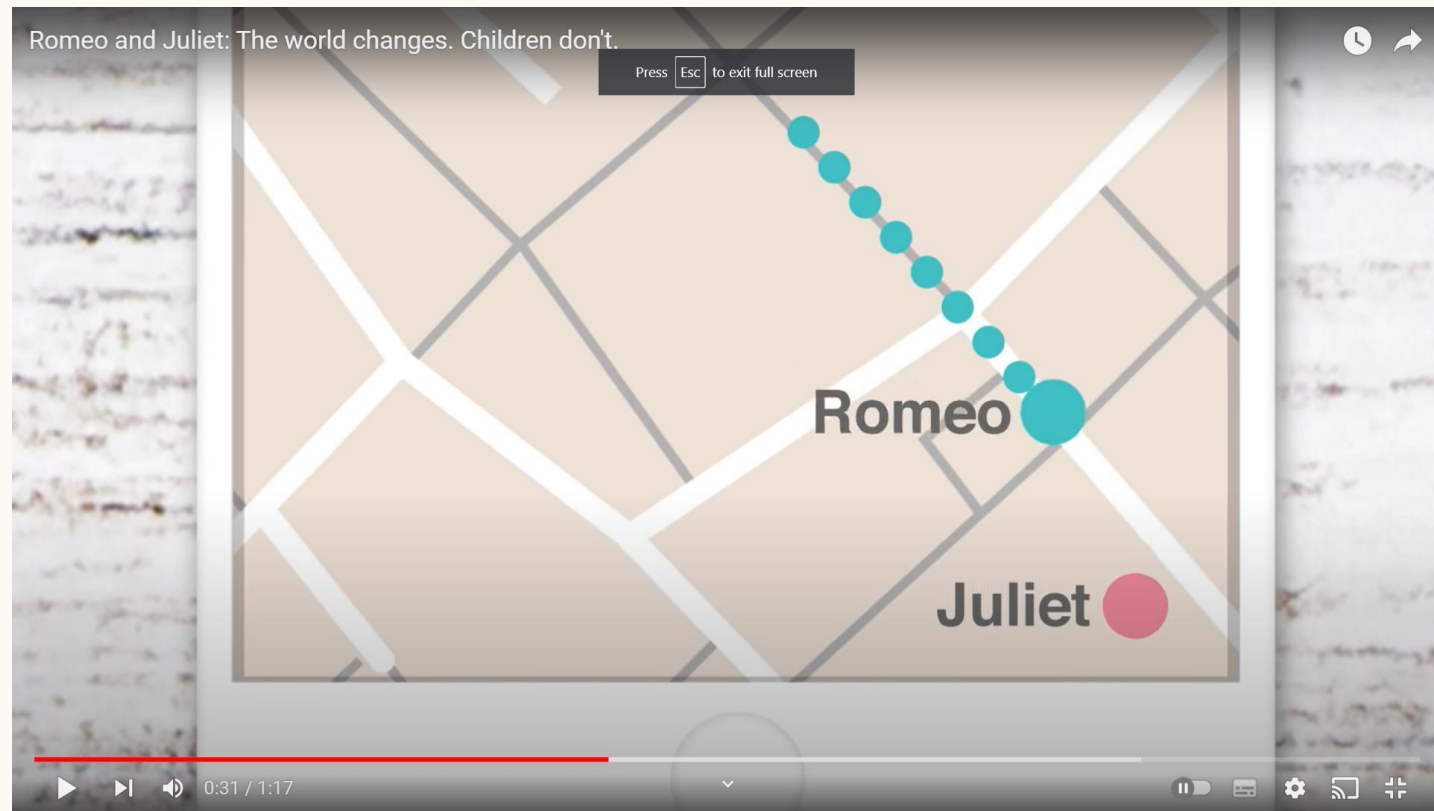 Romeo and Juliet: The world changes. Children don't.
Press Esc to exit full screen
Romeo
Juliet
0:31 / 1:17